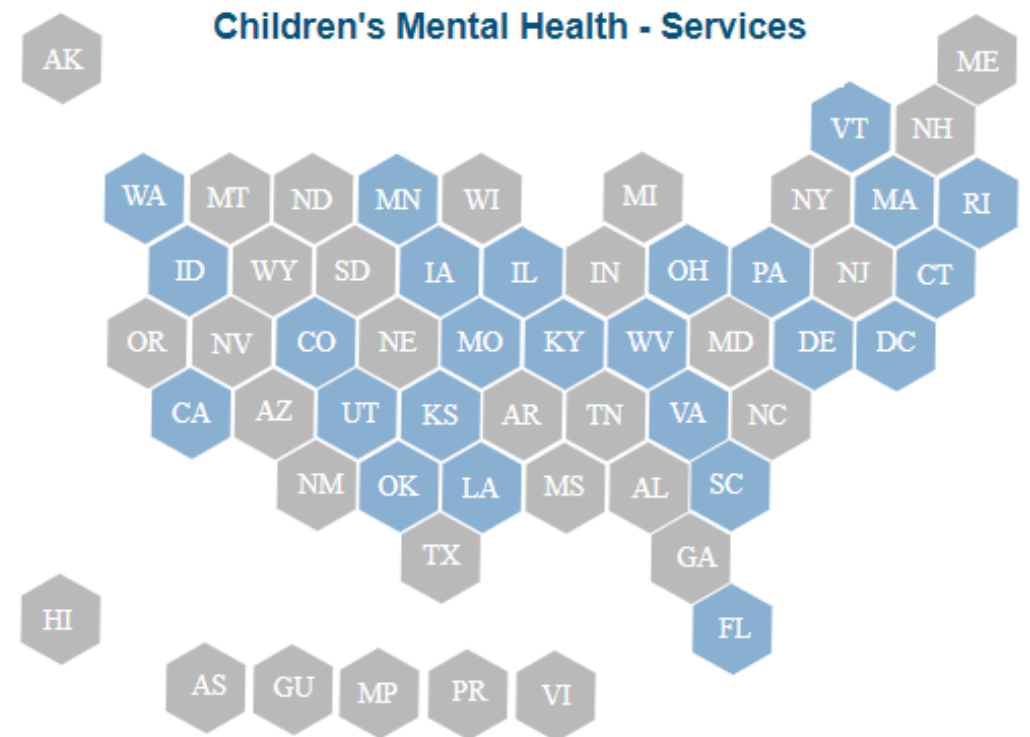 Children's Mental Health - Services
AK
ME
VT NH
WA MT ND MN WI MI NY MA RI
ID WY SD IA IL IN OH PA NJ CT
OR NV CO NE MO KY WV MD DE DC
CA AZ UT KS AR TN VA NC
NM OK LA MS AL SC
TX GA
HI FL
AS GU MP PR VI